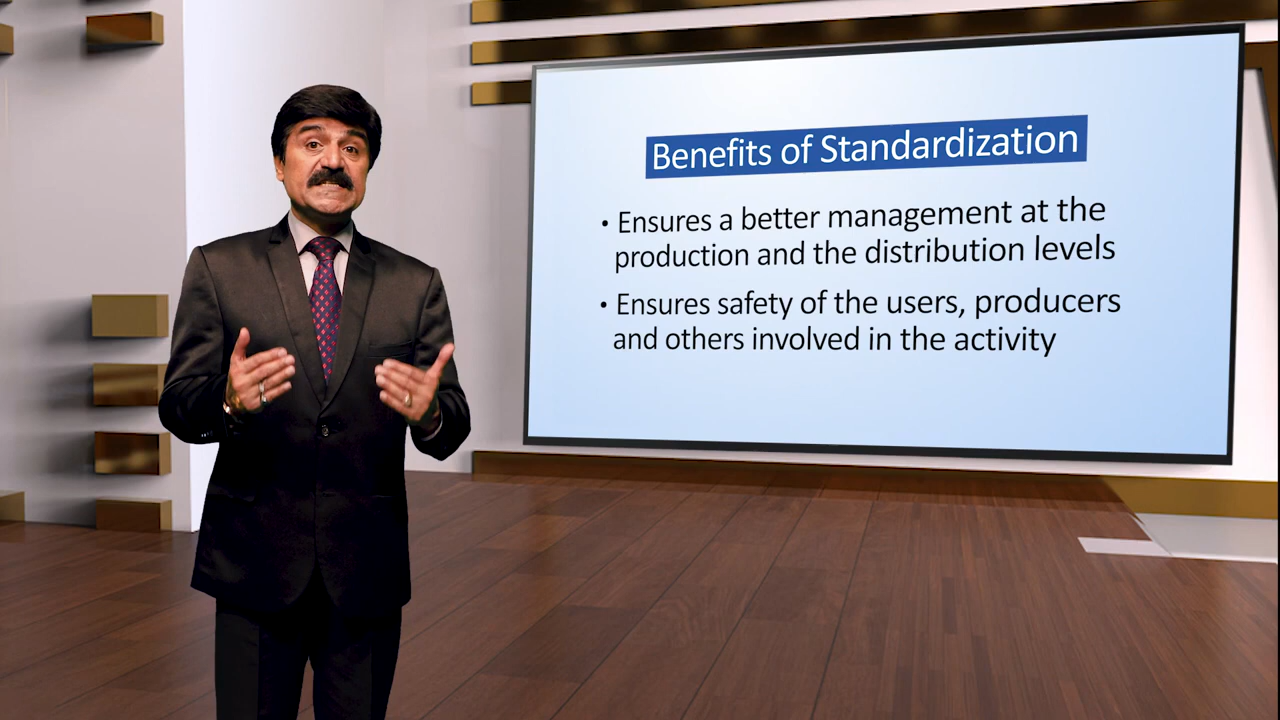 Benefits of Standardization
• Ensures a better management at the
production and the distribution levels
• Ensures safety of the users, producers
and others involved in the activity